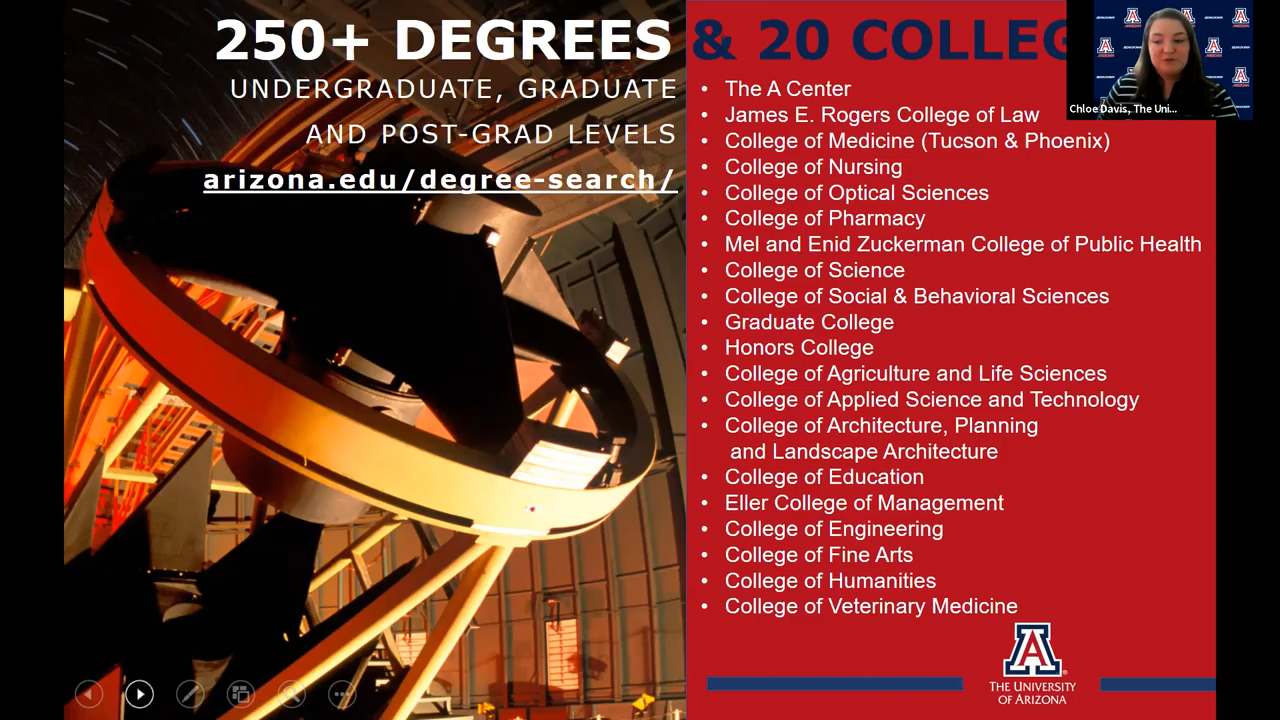 250+ DEGREES
UNDERGRADUATE, GRADUATE
AND POST-GRAD LEVELS
arizona.edu/degree-search/
& 20 COLLEG
• The A Center
• James E. Rogers College of Law
• College of Medicine (Tucson & Phoenix)
• College of Nursing
• College of Optical Sciences
• College of Pharmacy
• Mel and Enid Zuckerman College of Public Health
• College of Science
• College of Social & Behavioral Sciences
• Graduate College
• Honors College
• College of Agriculture and Life Sciences
• College of Applied Science and Technology
• College of Architecture, Planning
and Landscape Architecture
• College of Education
• Eller College of Management
• College of Engineering
• College of Fine Arts
• College of Humanities
• College of Veterinary Medicine
A
THE UNIVERSITY
OF ARIZONA
Chloe Davis, The Uni...